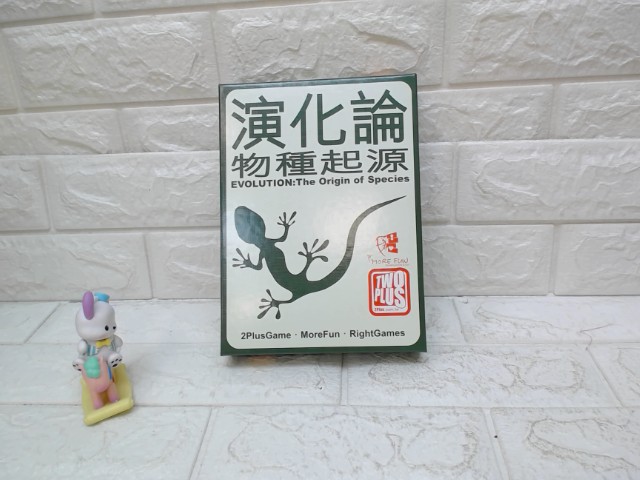 演化論
物種起源
EVOLUTION:The Origin of Species
MORE FUN
TWO
PLUS
2PlusGame · MoreFun · RightGames